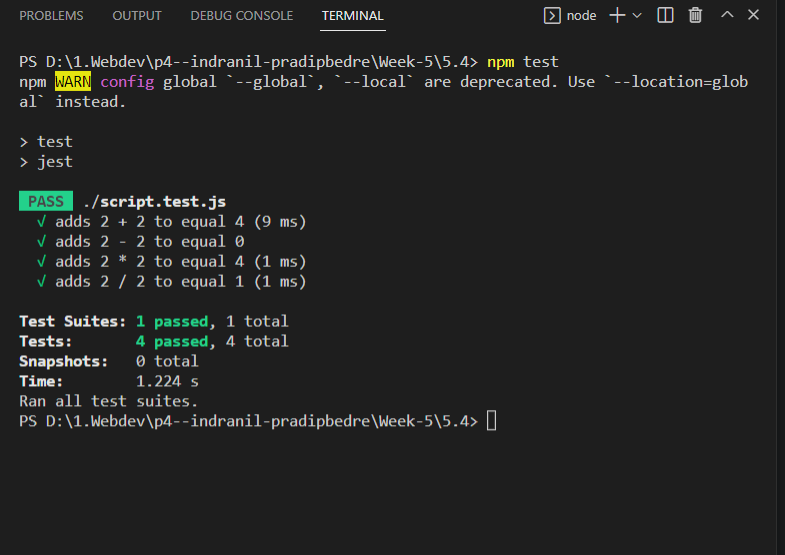 PROBLEMS OUTPUT DEBUG CONSOLE TERMINAL node
PS D:\1.Webdev\p4--indranil-pradipbedre\Week-5\5.4> npm test
npm WARN config global `--global`, `--local` are deprecated. Use `--location=glob
al` instead.
> test
> jest
PASS ./script.test.js
√ adds 2 + 2 to equal 4 (9 ms)
√ adds 2 - 2 to equal 0
√ adds 2 * 2 to equal 4 (1 ms)
√ adds 2 / 2 to equal 1 (1 ms)
Test Suites: 1 passed, 1 total
Tests: 4 passed, 4 total
Snapshots: 0 total
Time: 1.224 s
Ran all test suites.
PS D:\1.Webdev\p4--indranil-pradipbedre\Week-5\5.4>